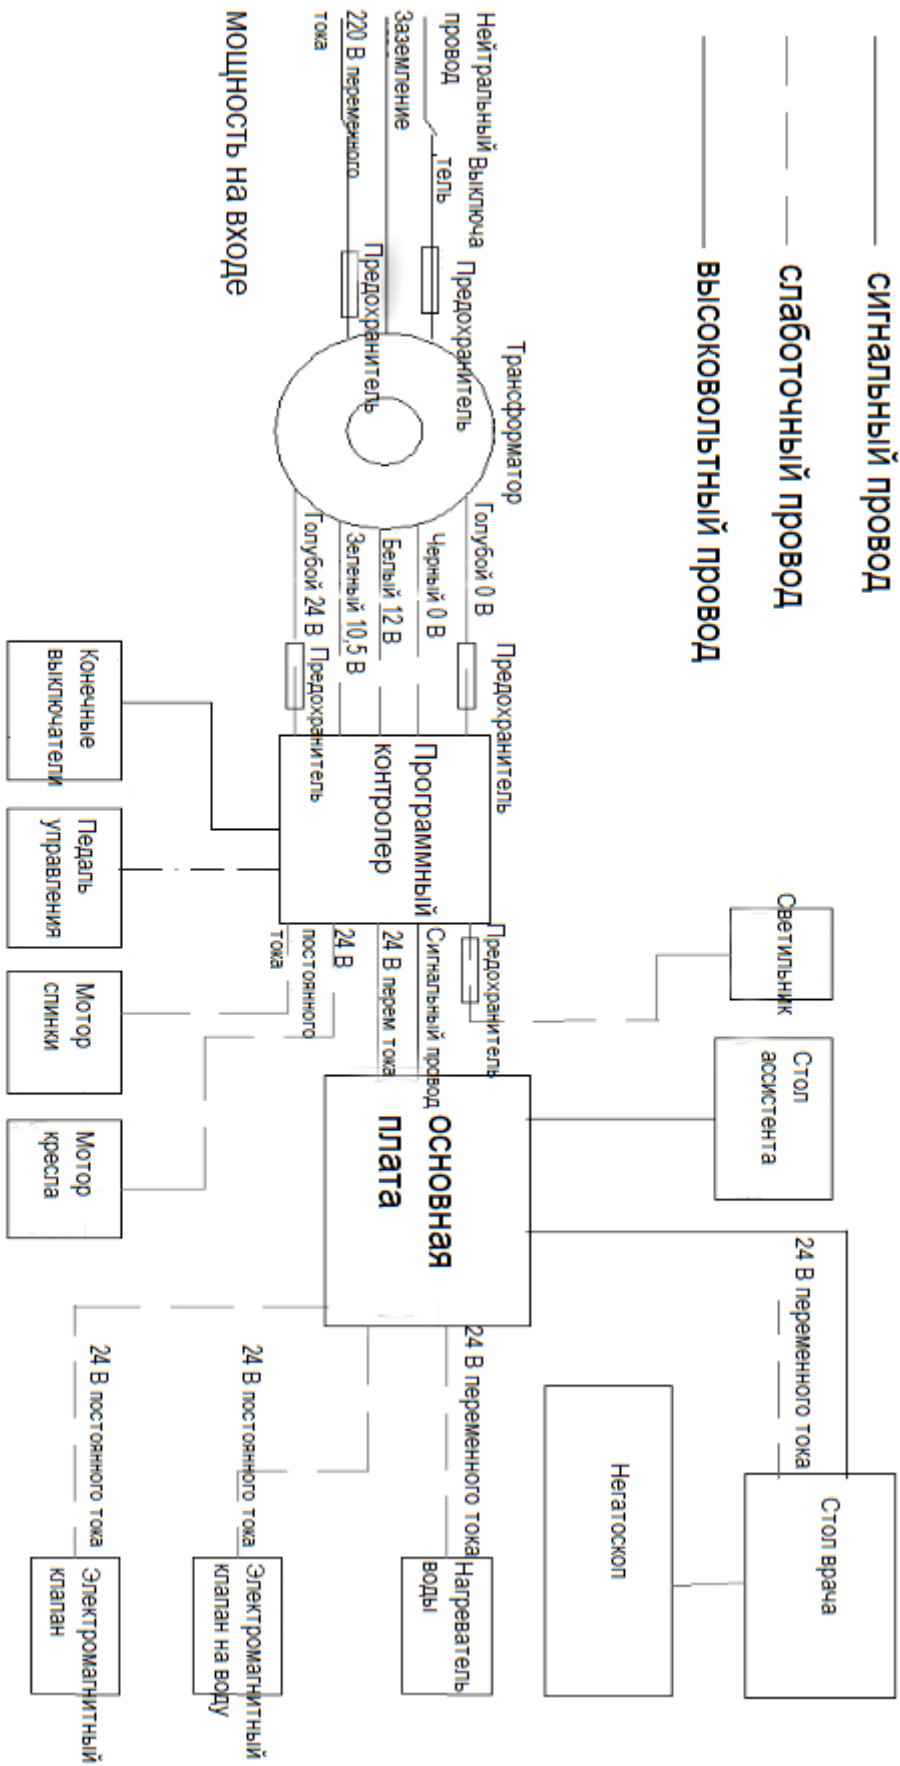 сигнальный провод
слаботочный провод
высоковольтный провод
Нейтральный
провод
Выключа
тель
Заземление
220 В переменного
тока
мощность на входе
Предохранитель
Предохранитель
Трансформатор
Голубой 0 В
Черный 0 В
Белый 12 В
Зеленый 10,5 В
Голубой 24 В
Предохранитель
Предохранитель
Программный
контролер
Конечные
выключатели
Педаль
управления
Мотор
спинки
Мотор
кресла
Предохранитель
Сигнальный провод
24 В перем тока
24 В
постоянного
тока
Светильник
Стол
ассистента
основная
плата
24 В переменного тока
Стол врача
Негатоскоп
24 В переменного тока
Нагреватель
воды
24 В постоянного тока
Электромагнитный
клапан на воду
24 В постоянного тока
Электромагнитный
клапан